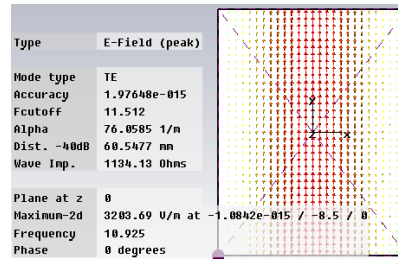 Type E-Field (peak)
Mode type TE
Accuracy 1.97648e-015
Fcutoff 11.512
Alpha 76.0585 1/m
Dist. -40dB 60.5477 mm
Wave Imp. 1134.13 Ohms
Plane at z 0
Maximum-2d 3203.69 V/m at -1.0842e-015 / -8.5 / 0
Frequency 10.925
Phase 0 degrees
y
z x